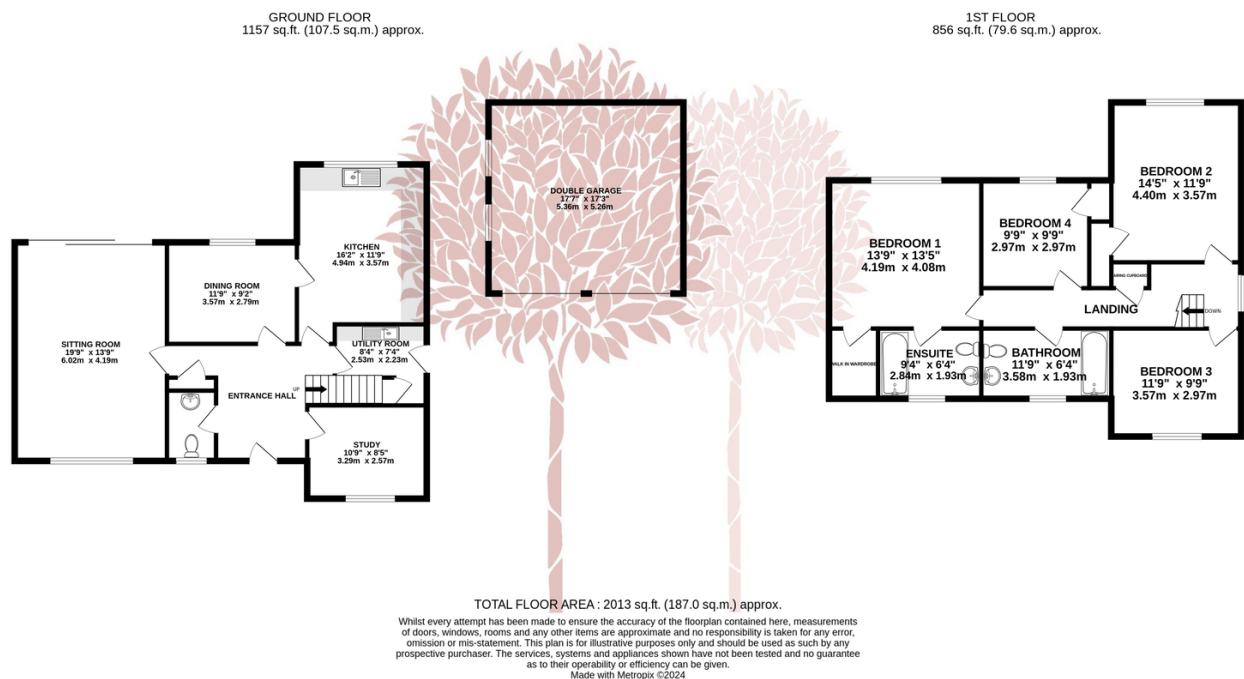 GROUND FLOOR
1157 sq.ft. (107.5 sq.m.) approx.
1ST FLOOR
856 sq.ft. (79.6 sq.m.) approx.
DOUBLE GARAGE
17'7" x 17'3"
5.36m x 5.26m
KITCHEN
16'2" x 11'9"
4.94m x 3.57m
DINING ROOM
11'9" x 9'2"
3.57m x 2.79m
SITTING ROOM
19'9" x 13'9"
6.02m x 4.19m
UTILITY ROOM
8'4" x 7'4"
2.53m x 2.23m
UP
ENTRANCE HALL
STUDY
10'9" x 8'5"
3.29m x 2.57m
BEDROOM 2
14'5" x 11'9"
4.40m x 3.57m
BEDROOM 4
9'9" x 9'9"
2.97m x 2.97m
BEDROOM 1
13'9" x 13'5"
4.19m x 4.08m
AIRING CUPBOARD
LANDING
DOWN
WALK IN WARDROBE
ENSUITE
9'4" x 6'4"
2.84m x 1.93m
BATHROOM
11'9" x 6'4"
3.58m x 1.93m
BEDROOM 3
11'9" x 9'9"
3.57m x 2.97m
TOTAL FLOOR AREA : 2013 sq.ft. (187.0 sq.m.) approx.
Whilst every attempt has been made to ensure the accuracy of the floorplan contained here, measurements
of doors, windows, rooms and any other items are approximate and no responsibility is taken for any error,
omission or mis-statement. This plan is for illustrative purposes only and should be used as such by any
prospective purchaser. The services, systems and appliances shown have not been tested and no guarantee
as to their operability or efficiency can be given.
Made with Metropix ©2024